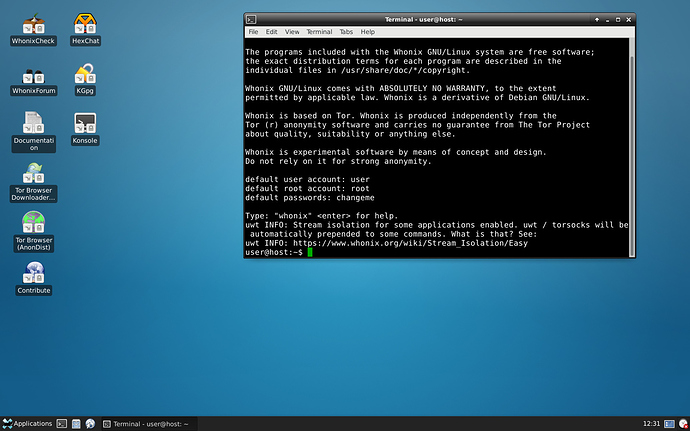 WhonixCheck
HexChat
WhonixForum
KGpg
Documentati
on
Konsole
Tor Browser
Downloader...
Tor Browser
(AnonDist)
Contribute
Terminal - user@host: ~
File Edit View Terminal Tabs Help
The programs included with the Whonix GNU/Linux system are free software;
the exact distribution terms for each program are described in the
individual files in /usr/share/doc/*/copyright.
Whonix GNU/Linux comes with ABSOLUTELY NO WARRANTY, to the extent
permitted by applicable law. Whonix is a derivative of Debian GNU/Linux.
Whonix is based on Tor. Whonix is produced independently from the
Tor (r) anonymity software and carries no guarantee from The Tor Project
about quality, suitability or anything else.
Whonix is experimental software by means of concept and design.
Do not rely on it for strong anonymity.
default user account: user
default root account: root
default passwords: changeme
Type: "whonix" <enter> for help.
uwt INFO: Stream isolation for some applications enabled. uwt / torsocks will be
automatically prepended to some commands. What is that? See:
uwt INFO: https://www.whonix.org/wiki/Stream_Isolation/Easy
user@host:~$
Applications
Terminal - user@host: ~
12:31